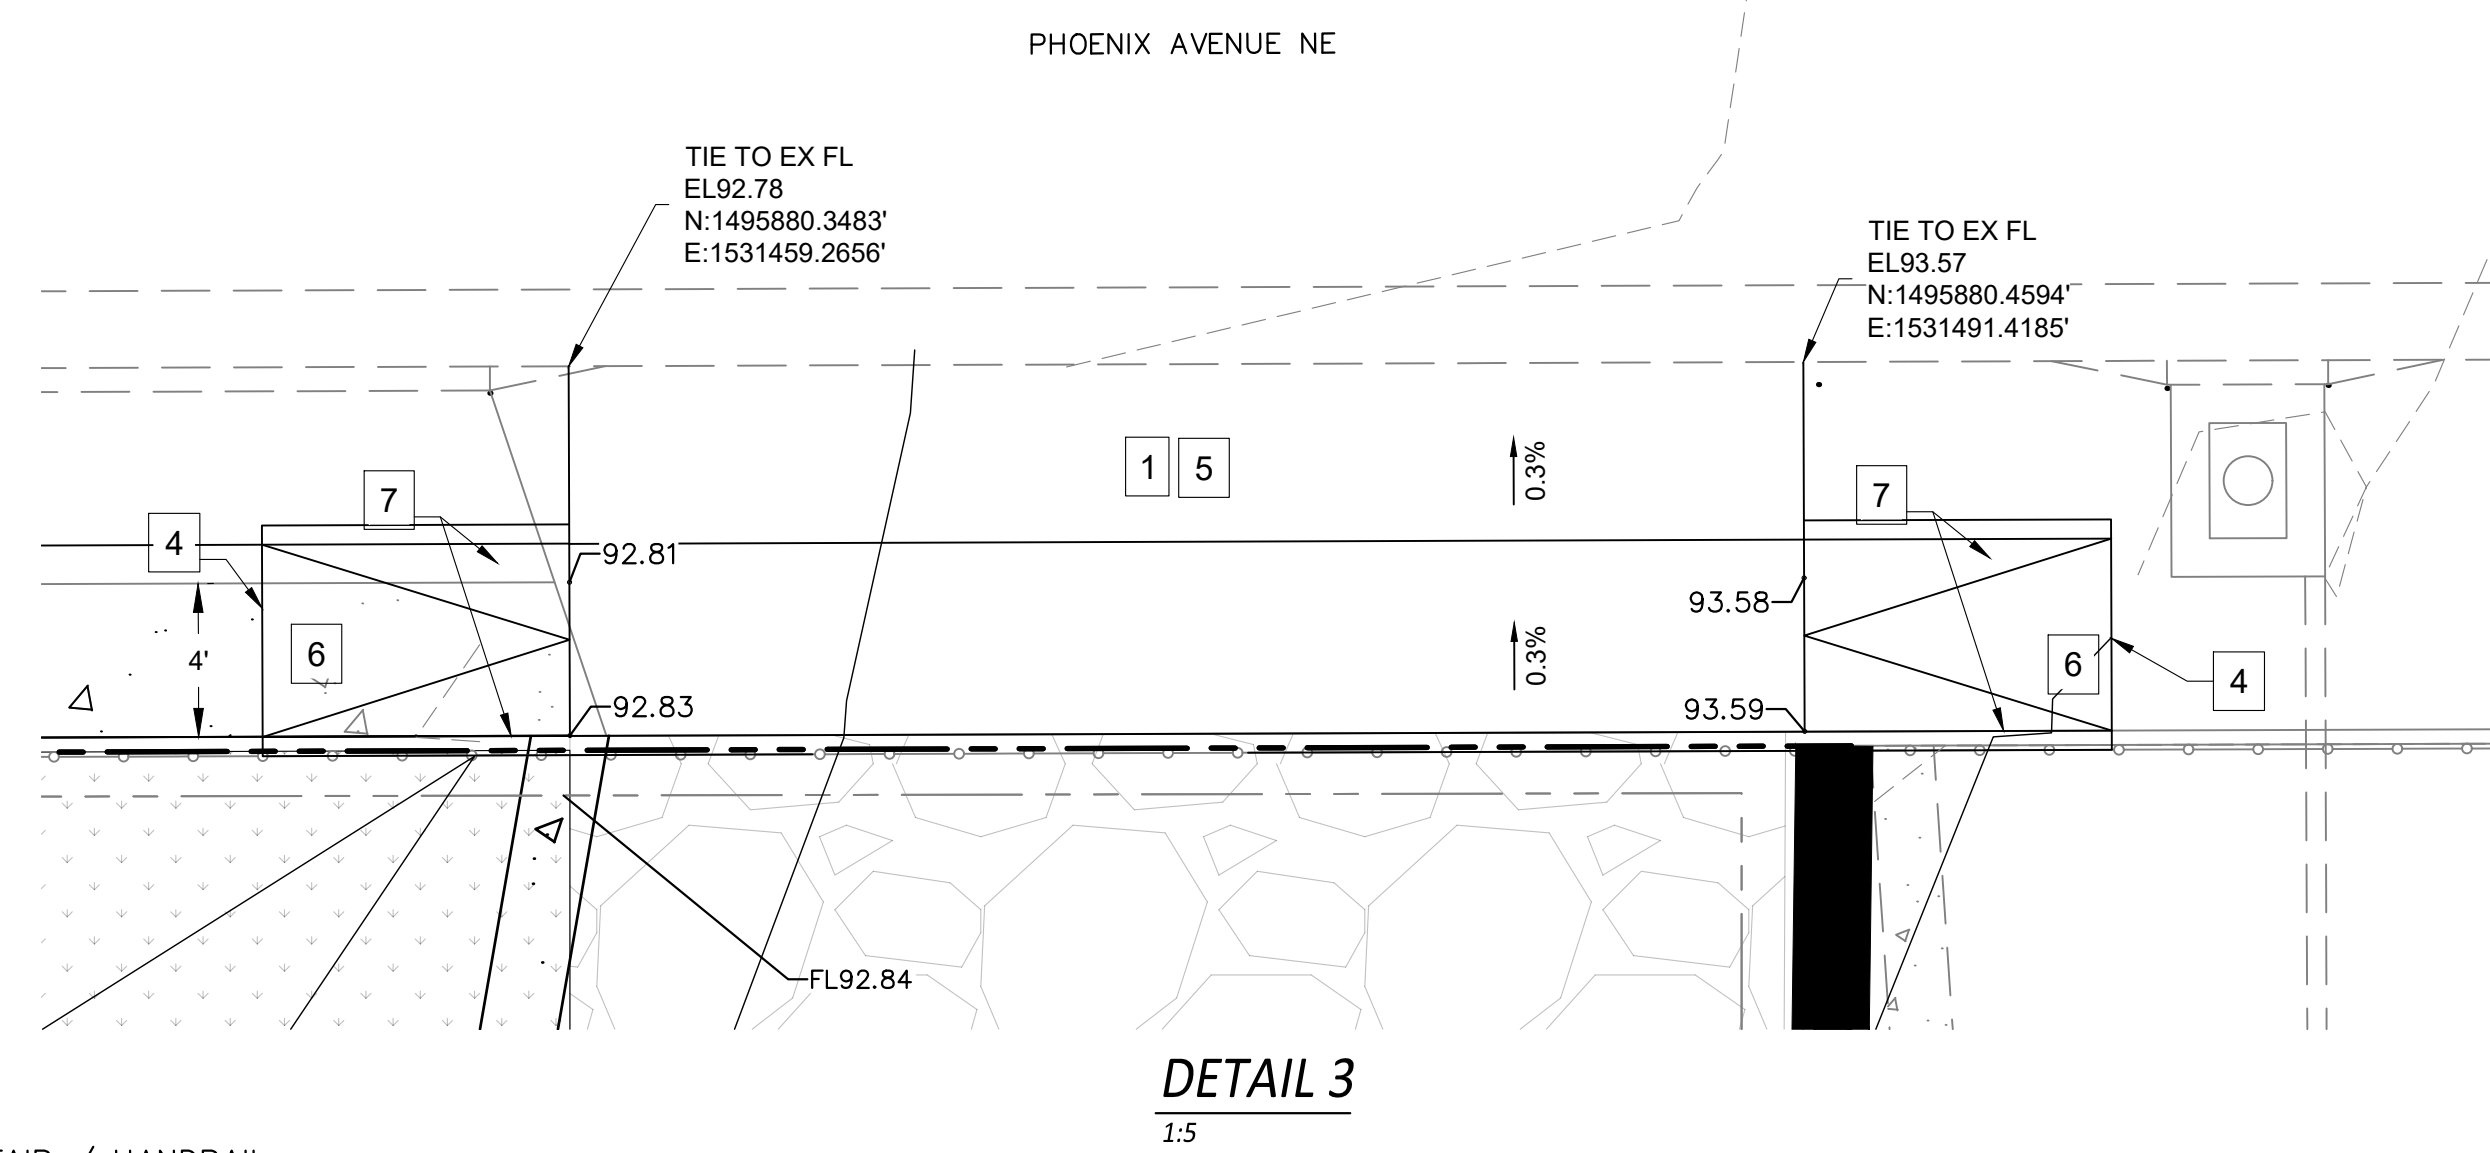 PHOENIX AVENUE NE
TIE TO EX FL
EL92.78
N:1495880.3483'
E:1531459.2656'
TIE TO EX FL
EL93.57
N:1495880.4594'
E:1531491.4185'
1
5
0.3%
7
7
4
92.81
93.58
6
4'
0.3%
6
4
92.83
93.59
FL92.84
DETAIL 3
1:5